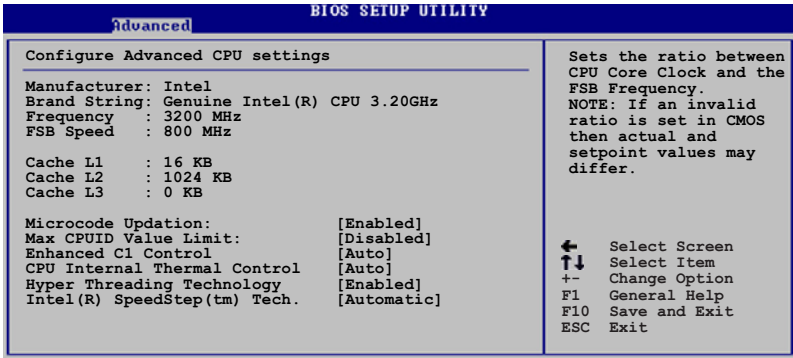 BIOS SETUP UTILITY
Advanced
Configure Advanced CPU settings
Manufacturer: Intel
Brand String: Genuine Intel(R) CPU 3.20GHz
Frequency : 3200 MHz
FSB Speed : 800 MHz
Cache L1 : 16 KB
Cache L2 : 1024 KB
Cache L3 : 0 KB
Microcode Updation: [Enabled]
Max CPUID Value Limit: [Disabled]
Enhanced C1 Control [Auto]
CPU Internal Thermal Control [Auto]
Hyper Threading Technology [Enabled]
Intel(R) SpeedStep(tm) Tech. [Automatic]
Sets the ratio between
CPU Core Clock and the
FSB Frequency.
NOTE: If an invalid
ratio is set in CMOS
then actual and
setpoint values may
differ.
← Select Screen
↑↓ Select Item
+- Change Option
F1 General Help
F10 Save and Exit
ESC Exit